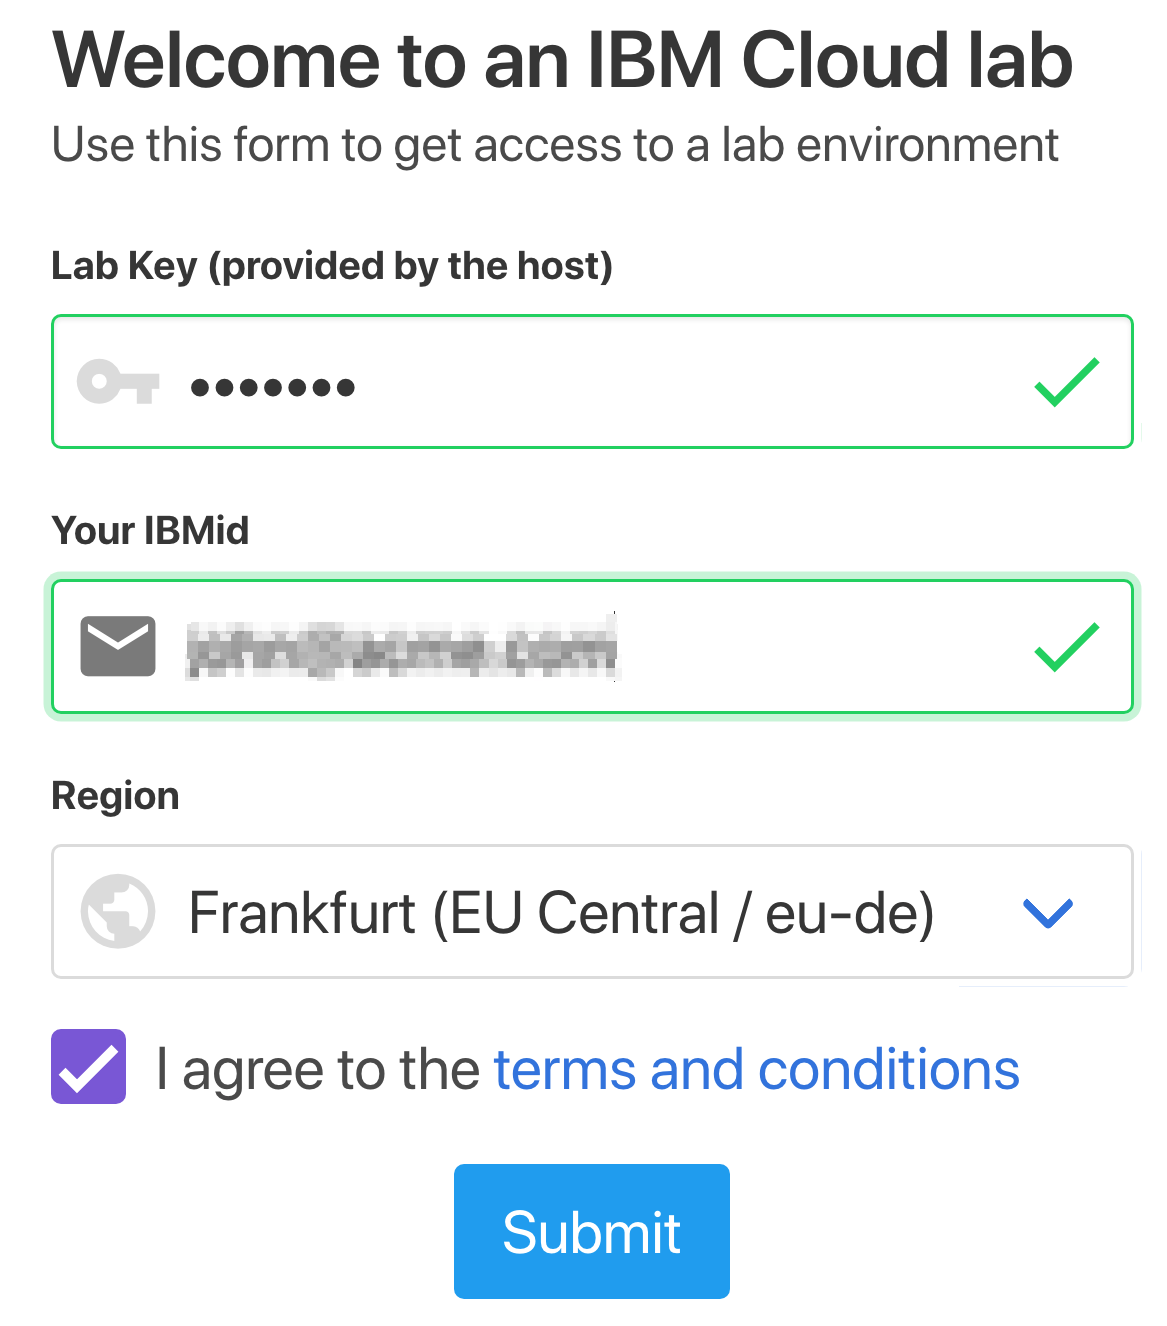 Welcome to an IBM Cloud lab
Use this form to get access to a lab environment
Lab Key (provided by the host)
•••••••
Your IBMid
Region
Frankfurt (EU Central / eu-de)
I agree to the terms and conditions
Submit